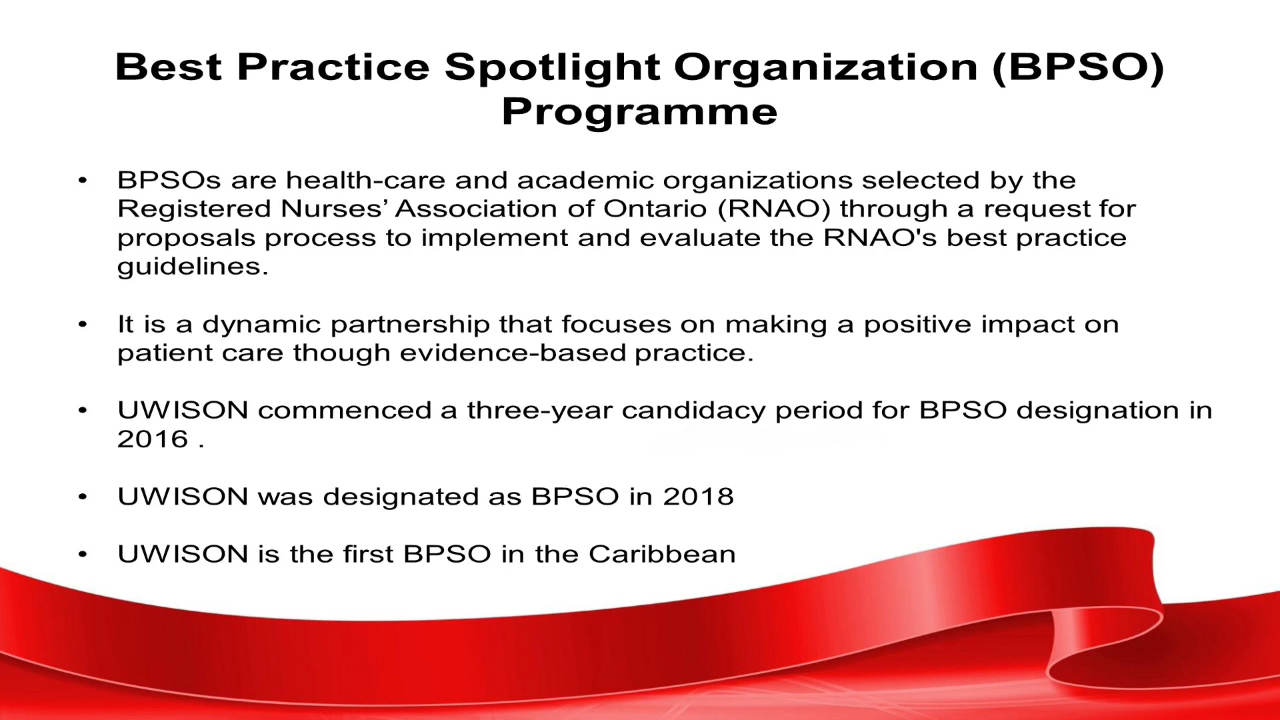 Best Practice Spotlight Organization (BPSO)
Programme
• BPSOs are health-care and academic organizations selected by the
Registered Nurses’ Association of Ontario (RNAO) through a request for
proposals process to implement and evaluate the RNAO's best practice
guidelines.
• It is a dynamic partnership that focuses on making a positive impact on
patient care though evidence-based practice.
• UWISON commenced a three-year candidacy period for BPSO designation in
2016 .
• UWISON was designated as BPSO in 2018
• UWISON is the first BPSO in the Caribbean